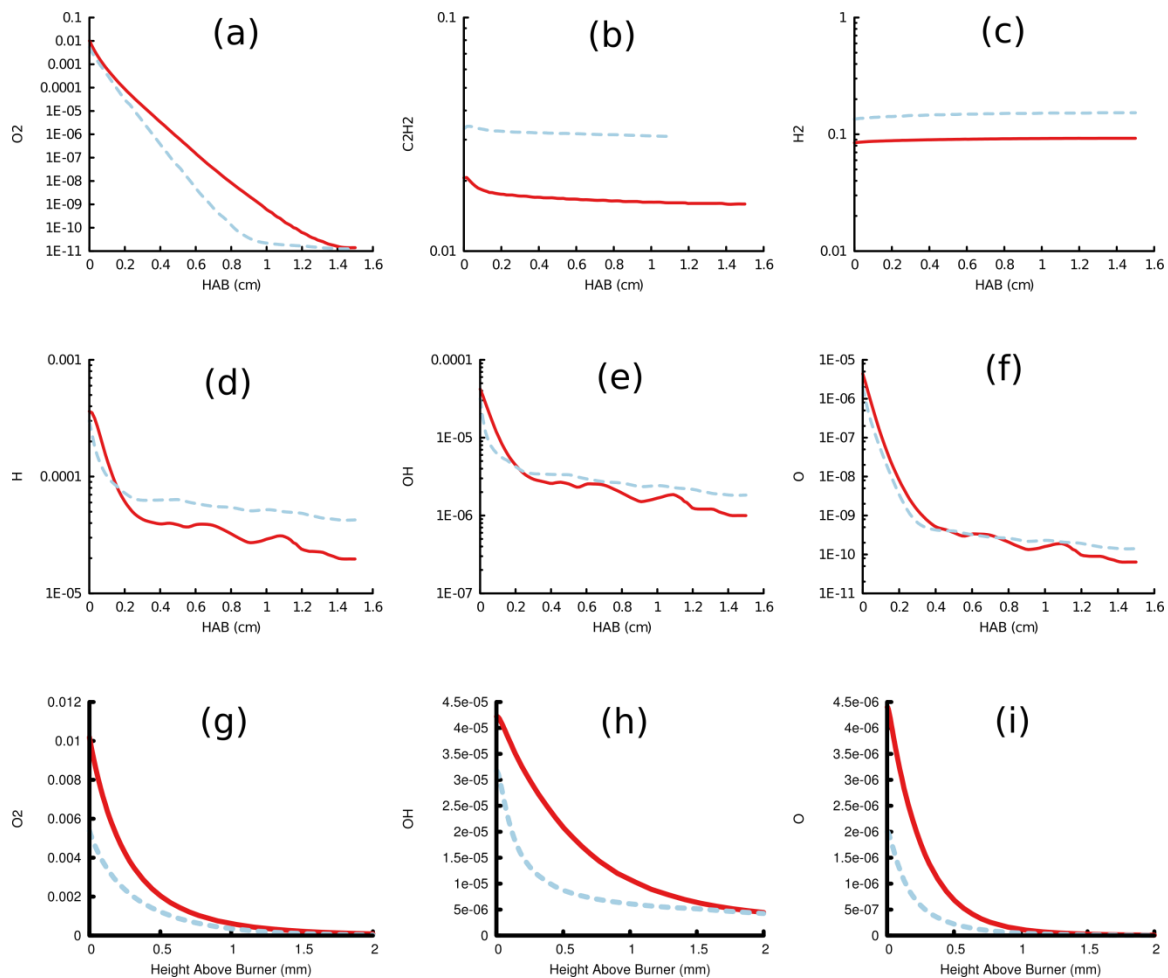 (a)
0.1
0.01
0.001
0.0001
1E-05
1E-06
1E-07
1E-08
1E-09
1E-10
1E-11
O2
0 0.2 0.4 0.6 0.8 1 1.2 1.4 1.6
HAB (cm)
(b)
0.1
0.01
C2H2
0 0.2 0.4 0.6 0.8 1 1.2 1.4 1.6
HAB (cm)
(c)
1
0.1
0.01
H2
0 0.2 0.4 0.6 0.8 1 1.2 1.4 1.6
HAB (cm)
(d)
0.001
0.0001
1E-05
H
0 0.2 0.4 0.6 0.8 1 1.2 1.4 1.6
HAB (cm)
(e)
0.0001
1E-05
1E-06
1E-07
OH
0 0.2 0.4 0.6 0.8 1 1.2 1.4 1.6
HAB (cm)
(f)
1E-05
1E-06
1E-07
1E-08
1E-09
1E-10
1E-11
O
0 0.2 0.4 0.6 0.8 1 1.2 1.4 1.6
HAB (cm)
(g)
0.012
0.01
0.008
0.006
0.004
0.002
0
O2
0 0.5 1 1.5 2
Height Above Burner (mm)
(h)
4.5e-05
4e-05
3.5e-05
3e-05
2.5e-05
2e-05
1.5e-05
1e-05
5e-06
0
OH
0 0.5 1 1.5 2
Height Above Burner (mm)
(i)
4.5e-06
4e-06
3.5e-06
3e-06
2.5e-06
2e-06
1.5e-06
1e-06
5e-07
0
O
0 0.5 1 1.5 2
Height Above Burner (mm)